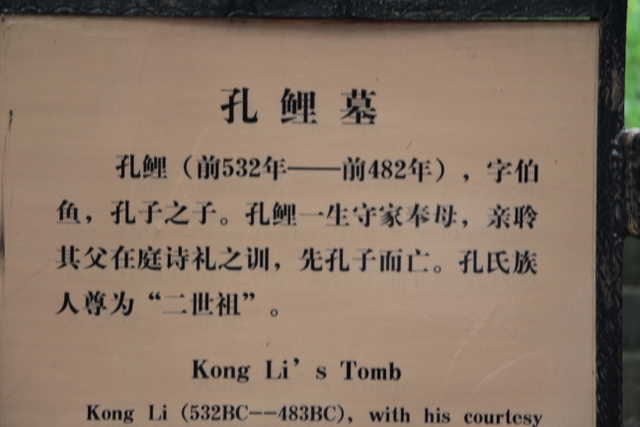 孔鲤墓
孔鲤（前532年——前482年），字伯
鱼，孔子之子。孔鲤一生守家奉母，亲聆
其父在庭诗礼之训，先孔子而亡。孔氏族
人尊为“二世祖”。
Kong Li’s Tomb
Kong Li (532BC--483BC), with his courtesy